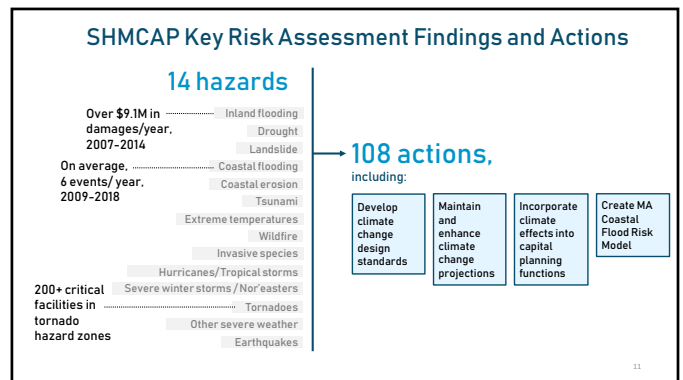 SHMCAP Key Risk Assessment Findings and Actions
14 hazards
Over $9.1M in
damages/year,
2007-2014
On average,
6 events/ year,
2009-2018
200+ critical
facilities in
tornado
hazard zones
Inland flooding
Drought
Landslide
Coastal flooding
Coastal erosion
Tsunami
Extreme temperatures
Wildfire
Invasive species
Hurricanes/Tropical storms
Severe winter storms /Nor'easters
Tornadoes
Other severe weather
Earthquakes
108 actions,
including:
Develop
climate
change
design
standards
Maintain
and
enhance
climate
change
projections
Incorporate
climate
effects into
capital
planning
functions
Create MA
Coastal
Flood Risk
Model
11